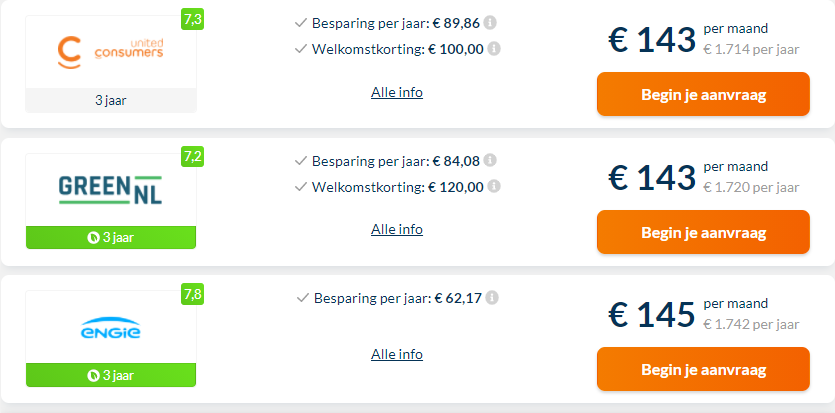 7,3
united
consumers
3 jaar
Besparing per jaar: € 89,86
Welkomstkorting: € 100,00
Alle info
€ 143 per maand
€ 1.714 per jaar
Begin je aanvraag
7,2
GREEN NL
3 jaar
Besparing per jaar: € 84,08
Welkomstkorting: € 120,00
Alle info
€ 143 per maand
€ 1.720 per jaar
Begin je aanvraag
7,8
ENGIE
3 jaar
Besparing per jaar: € 62,17
Alle info
€ 145 per maand
€ 1.742 per jaar
Begin je aanvraag